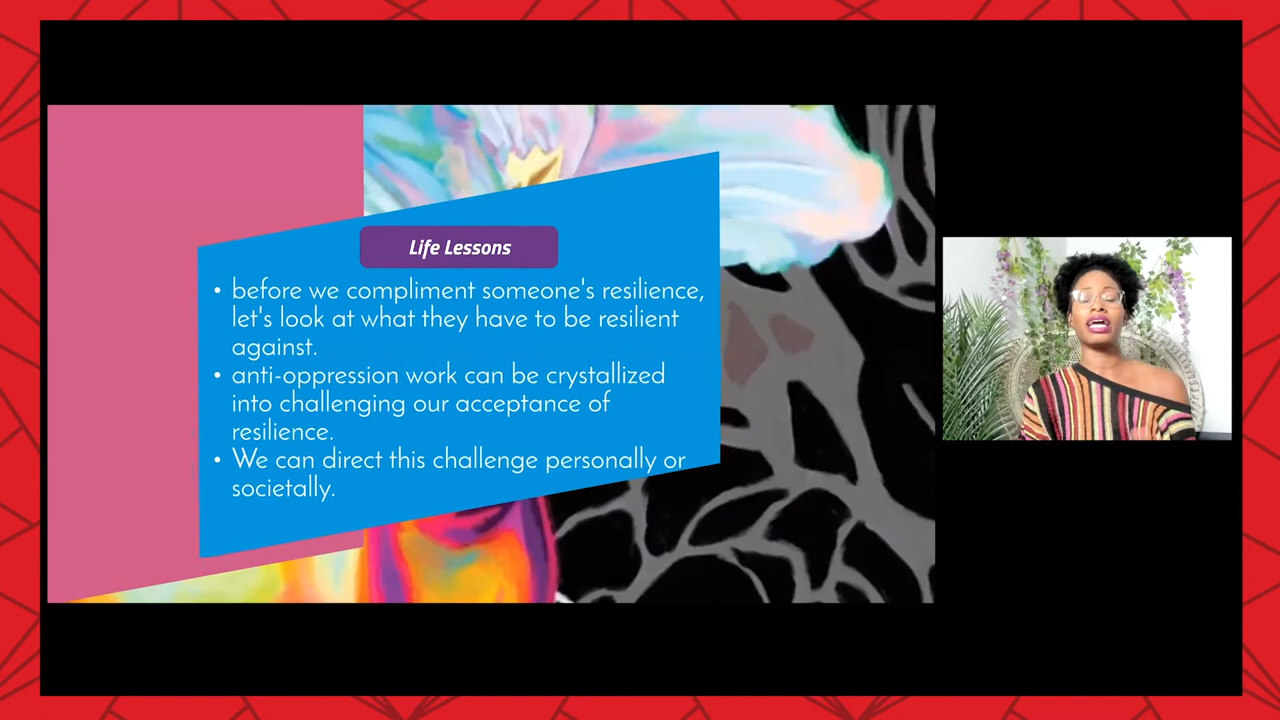 Life Lessons
• before we compliment someone's resilience,
let's look at what they have to be resilient
against.
• anti-oppression work can be crystallized
into challenging our acceptance of
resilience.
• We can direct this challenge personally or
societally.